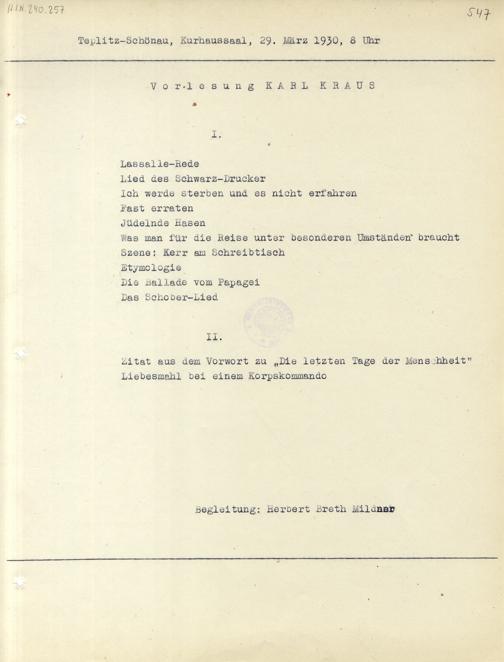 IIIN.240.257
547
Teplitz-Schönau, Kurhaussaal, 29. März 1930, 8 Uhr
Vorlesung KARL KRAUS
I.
Lassalle-Rede
Lied des Schwarz-Drucker
Ich werde sterben und es nicht erfahren
Fast erraten
Jüdelnde Hasen
Was man für die Reise unter besonderen Umständen braucht
Szene: Kerr am Schreibtisch
Etymologie
Die Ballade vom Papagei
Das Schober-Lied
II.
Zitat aus dem Vorwort zu „Die letzten Tage der Menschheit"
Liebesmahl bei einem Korpskommando
Begleitung: Herbert Breth Mildner